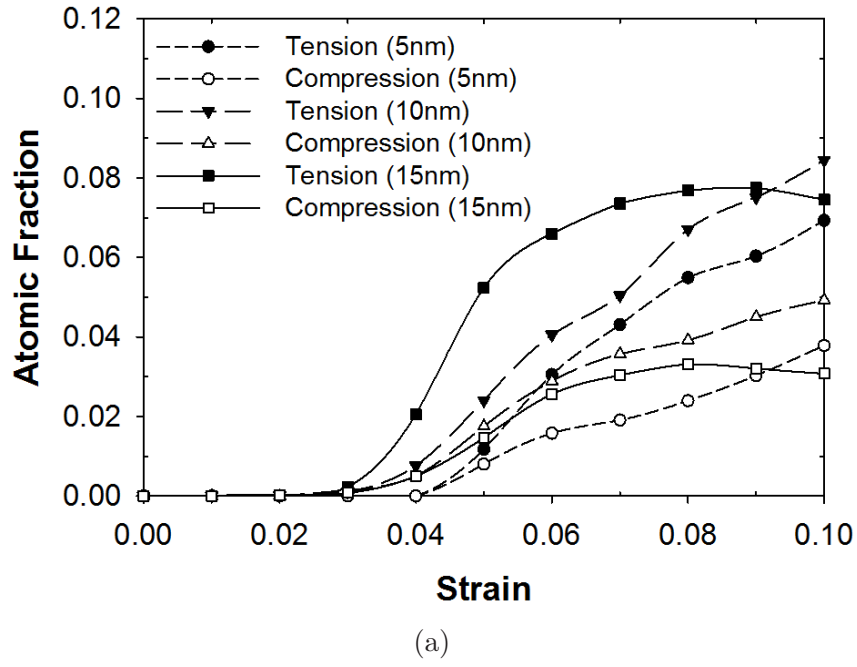 0.12
0.10
0.08
0.06
0.04
0.02
0.00
Atomic Fraction
Tension (5nm)
Compression (5nm)
Tension (10nm)
Compression (10nm)
Tension (15nm)
Compression (15nm)
0.00 0.02 0.04 0.06 0.08 0.10
Strain
(a)